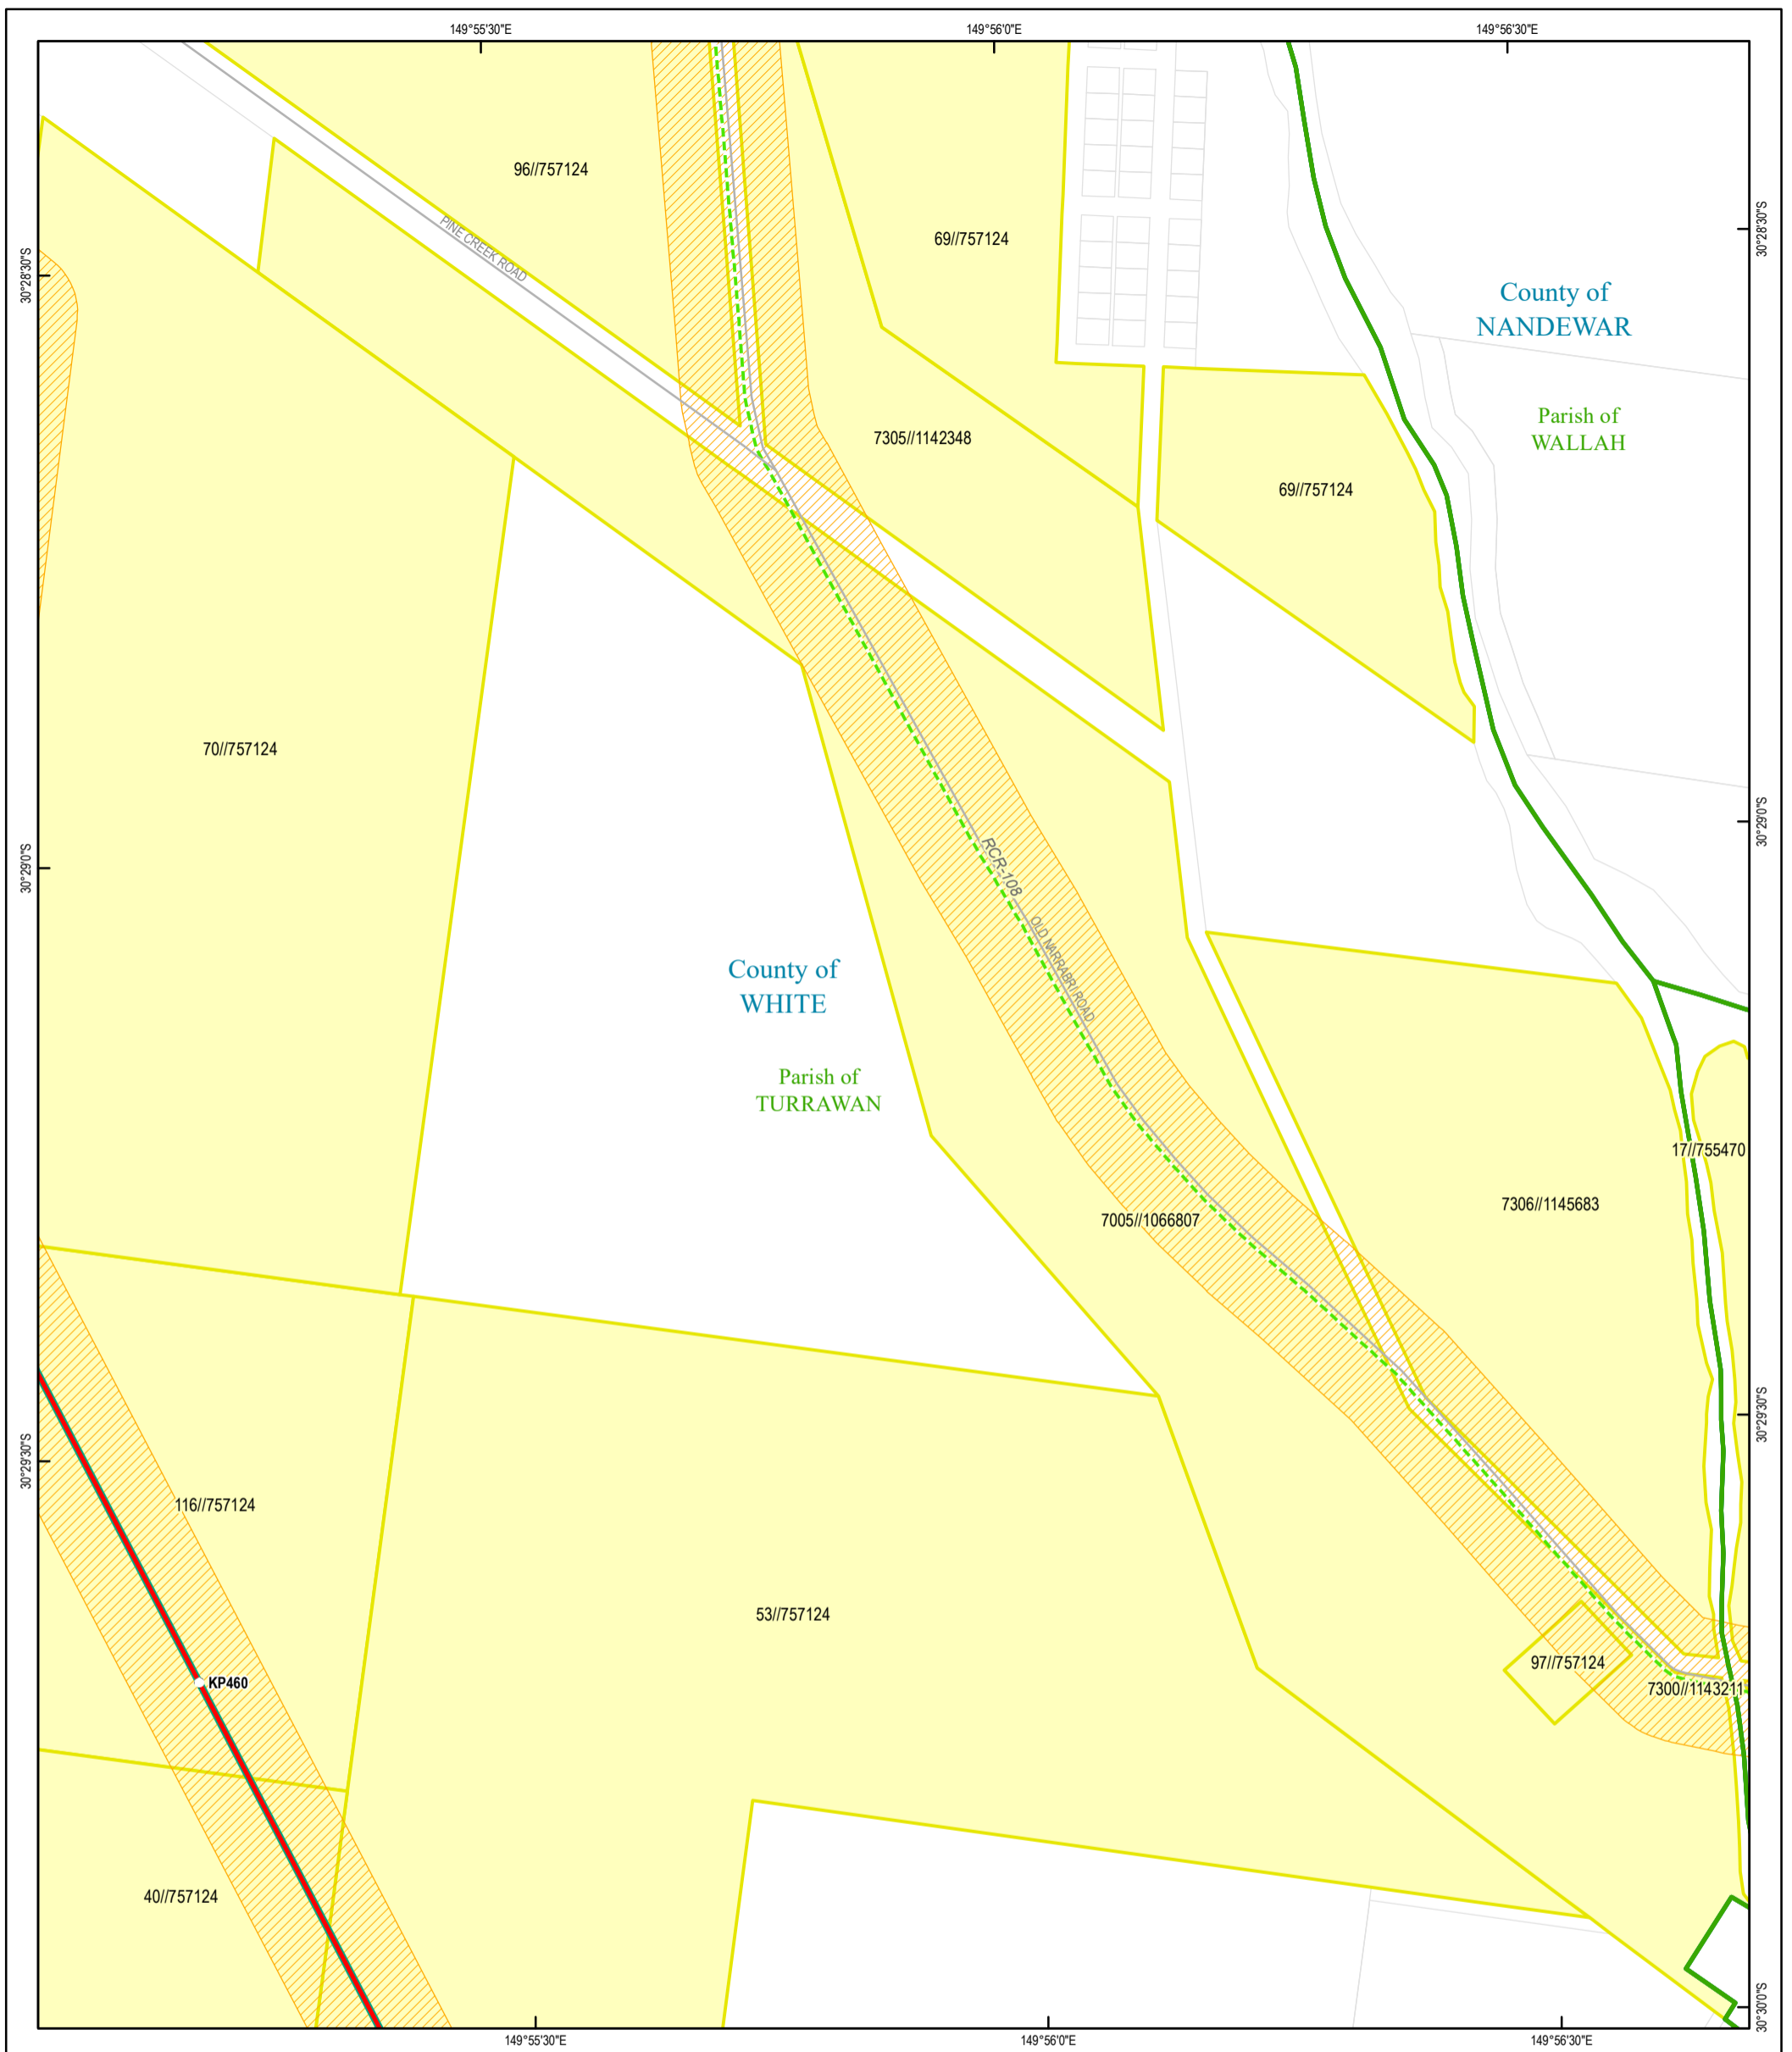 149°55'30"E
149°56'0"E
149°56'30"E
96//757124
30°28'30"S
PINE CREEK ROAD
69//757124
30°28'30"S
County of
NANDEWAR
Parish of
WALLAH
7305//1142348
69//757124
70//757124
30°29'0"S
30°29'0"S
RCR-108
OLD NARRABRI ROAD
County of
WHITE
Parish of
TURRAWAN
17//755470
7306//1145683
7005//1066807
30°29'30"S
30°29'30"S
116//757124
53//757124
97//757124
KP460
7300//1143211
40//757124
30°30'0"S
149°55'30"E
149°56'0"E
149°56'30"E